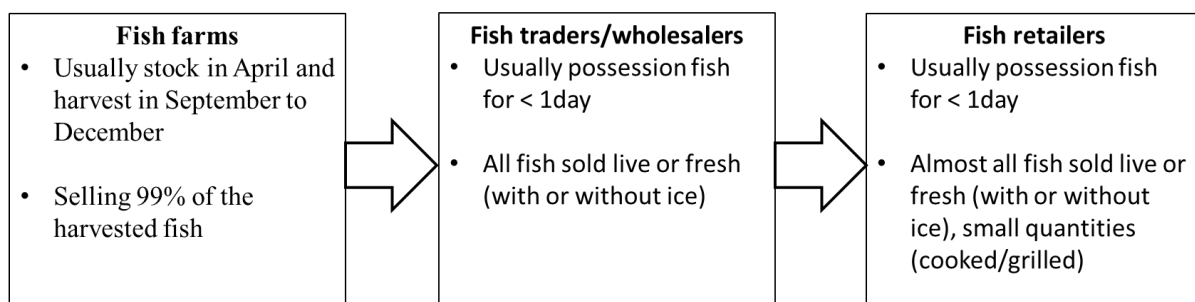 Fish farms
• Usually stock in April and
harvest in September to
December
• Selling 99% of the
harvested fish
Fish traders/wholesalers
• Usually possession fish
for < 1day
• All fish sold live or fresh
(with or without ice)
Fish retailers
• Usually possession fish
for < 1day
• Almost all fish sold live or
fresh (with or without
ice), small quantities
(cooked/grilled)